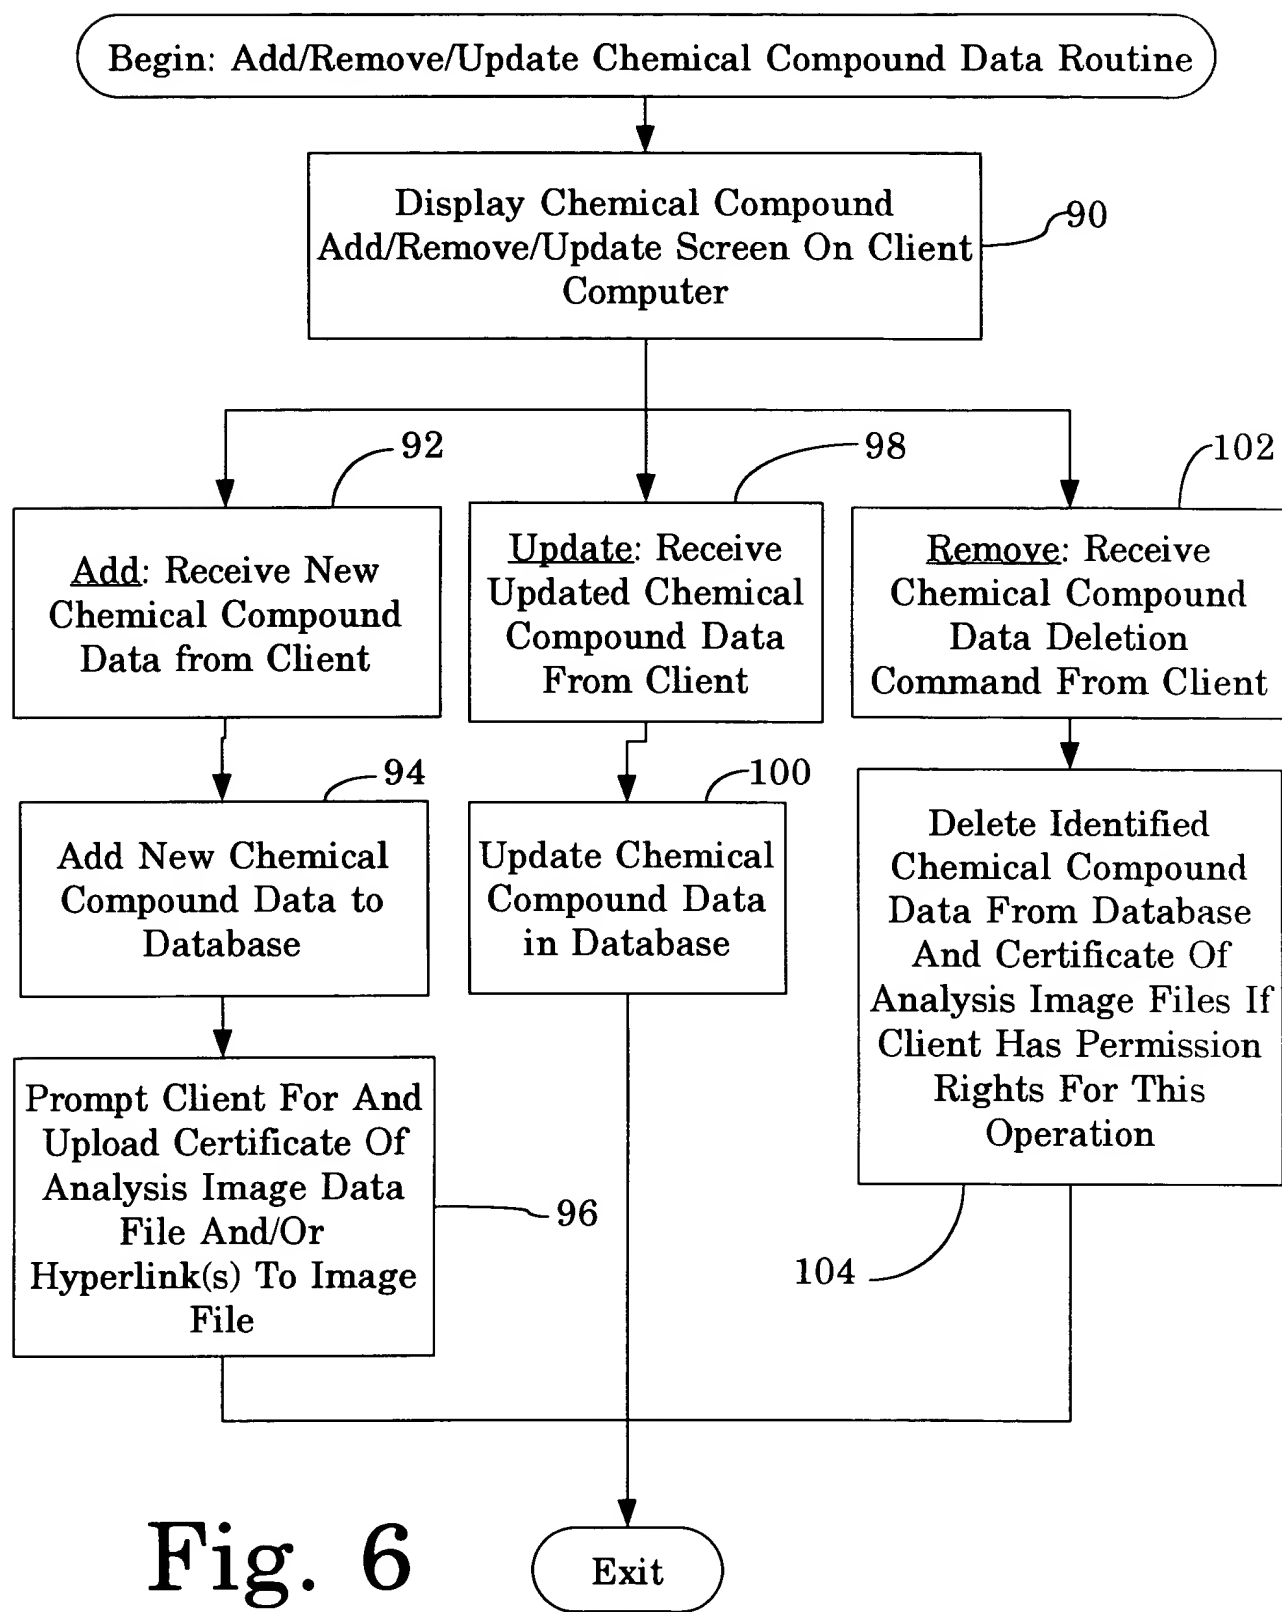 Begin: Add/Remove/Update Chemical Compound Data Routine
Display Chemical Compound
Add/Remove/Update Screen On Client
Computer
90
92
98
102
Add: Receive New
Chemical Compound
Data from Client
Update: Receive
Updated Chemical
Compound Data
From Client
Remove: Receive
Chemical Compound
Data Deletion
Command From Client
94
100
Add New Chemical
Compound Data to
Database
Update Chemical
Compound Data
in Database
Delete Identified
Chemical Compound
Data From Database
And Certificate Of
Analysis Image Files If
Client Has Permission
Rights For This
Operation
Prompt Client For And
Upload Certificate Of
Analysis Image Data
File And/Or
Hyperlink(s) To Image
File
96
104
Fig. 6
Exit